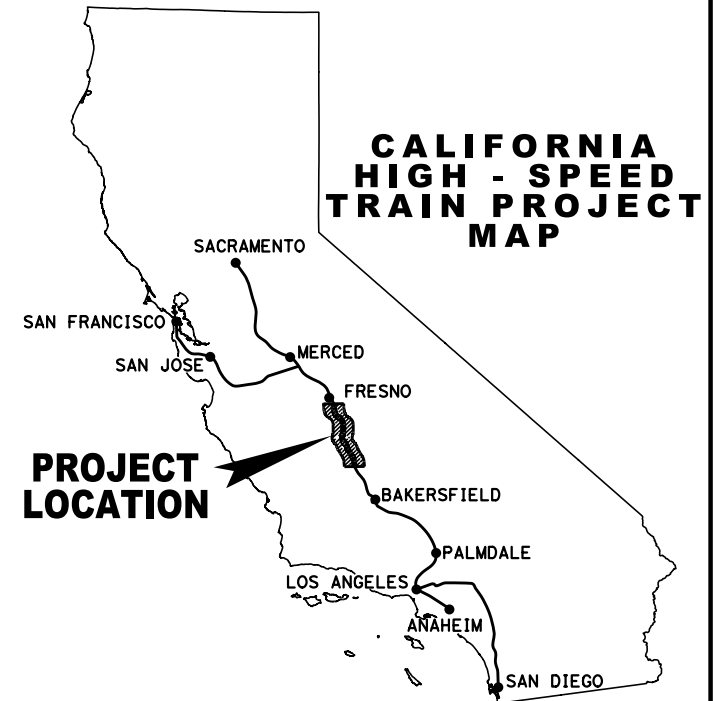 CALIFORNIA
HIGH - SPEED
TRAIN PROJECT
MAP
SACRAMENTO
SAN FRANCISCO
SAN JOSE
MERCED
FRESNO
PROJECT
LOCATION
BAKERSFIELD
PALMDALE
LOS ANGELES
ANAHEIM
SAN DIEGO